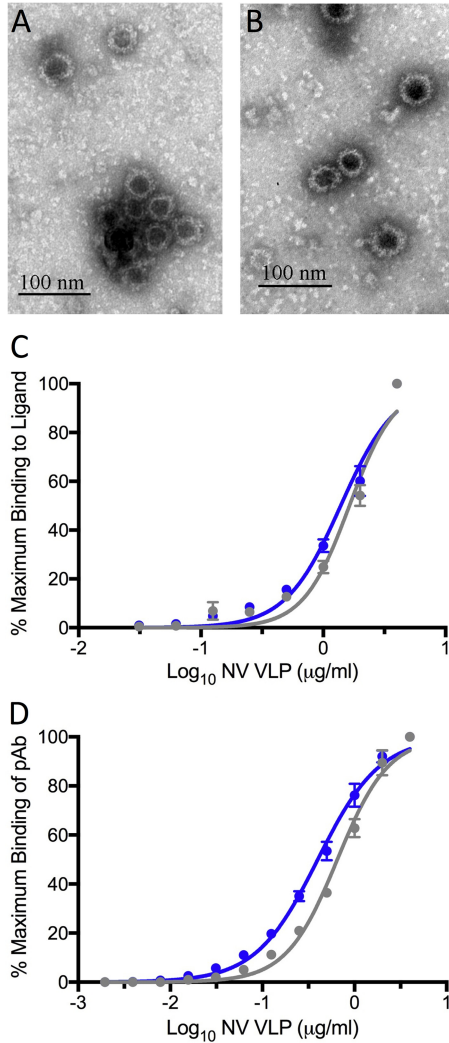 A
B
100 nm
100 nm
C
% Maximum Binding to Ligand
100
80
60
40
20
0
-2
-1
0
1
Log10 NV VLP (μg/ml)
D
% Maximum Binding of pAb
100
80
60
40
20
0
-3
-2
-1
0
1
Log10 NV VLP (μg/ml)